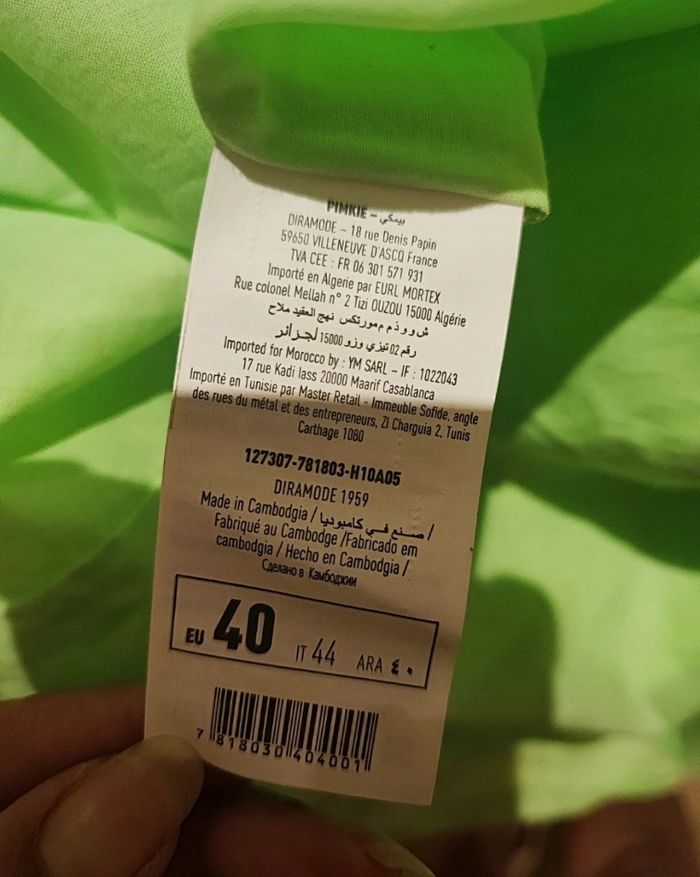 PIMKIE – بيمكي
DIRAMODE – 18 rue Denis Papin
59650 VILLENEUVE D'ASCQ France
TVA CEE : FR 06 301 571 931
Importé en Algerie par EURL MORTEX
Rue colonel Mellah n° 2 Tizi OUZOU 15000 Algérie
ش و و ذ م م مورتكس نهج العقيد ملاح
رقم 02 تيزي وزو 15000 لجزائر
Imported for Morocco by : YM SARL – IF : 1022043
17 rue Kadi Iass 20000 Maarif Casablanca
Importé en Tunisie par Master Retail - Immeuble Sofide, angle
des rues du métal et des entrepreneurs, ZI Charguia 2, Tunis
Carthage 1080
127307-781803-H10A05
DIRAMODE 1959
Made in Cambodgia / صنع في كامبوديا /
Fabriqué au Cambodge /Fabricado em
cambodgia / Hecho en Cambodgia /
Сделано в Камбоджии
EU 40 IT 44 ARA ٤٠
7 818030 404001